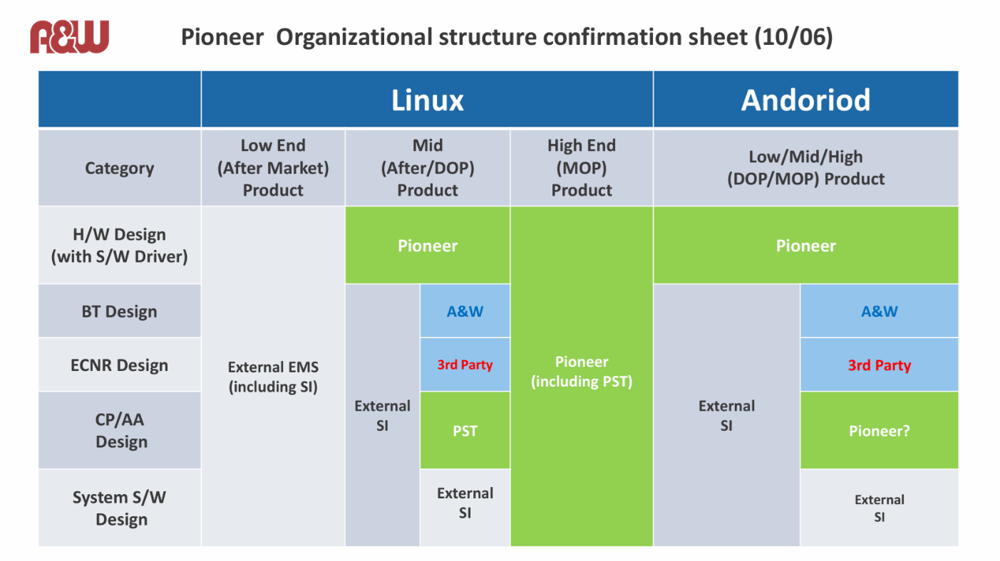 A&W
Pioneer Organizational structure confirmation sheet (10/06)
Linux
Andoriod
Category
Low End
(After Market)
Product
Mid
(After/DOP)
Product
High End
(MOP)
Product
Low/Mid/High
(DOP/MOP) Product
H/W Design
(with S/W Driver)
External EMS
(including SI)
Pioneer
Pioneer
(including PST)
Pioneer
BT Design
External
SI
A&W
External
SI
A&W
ECNR Design
3rd Party
3rd Party
CP/AA
Design
PST
Pioneer?
System S/W
Design
External
SI
External
SI